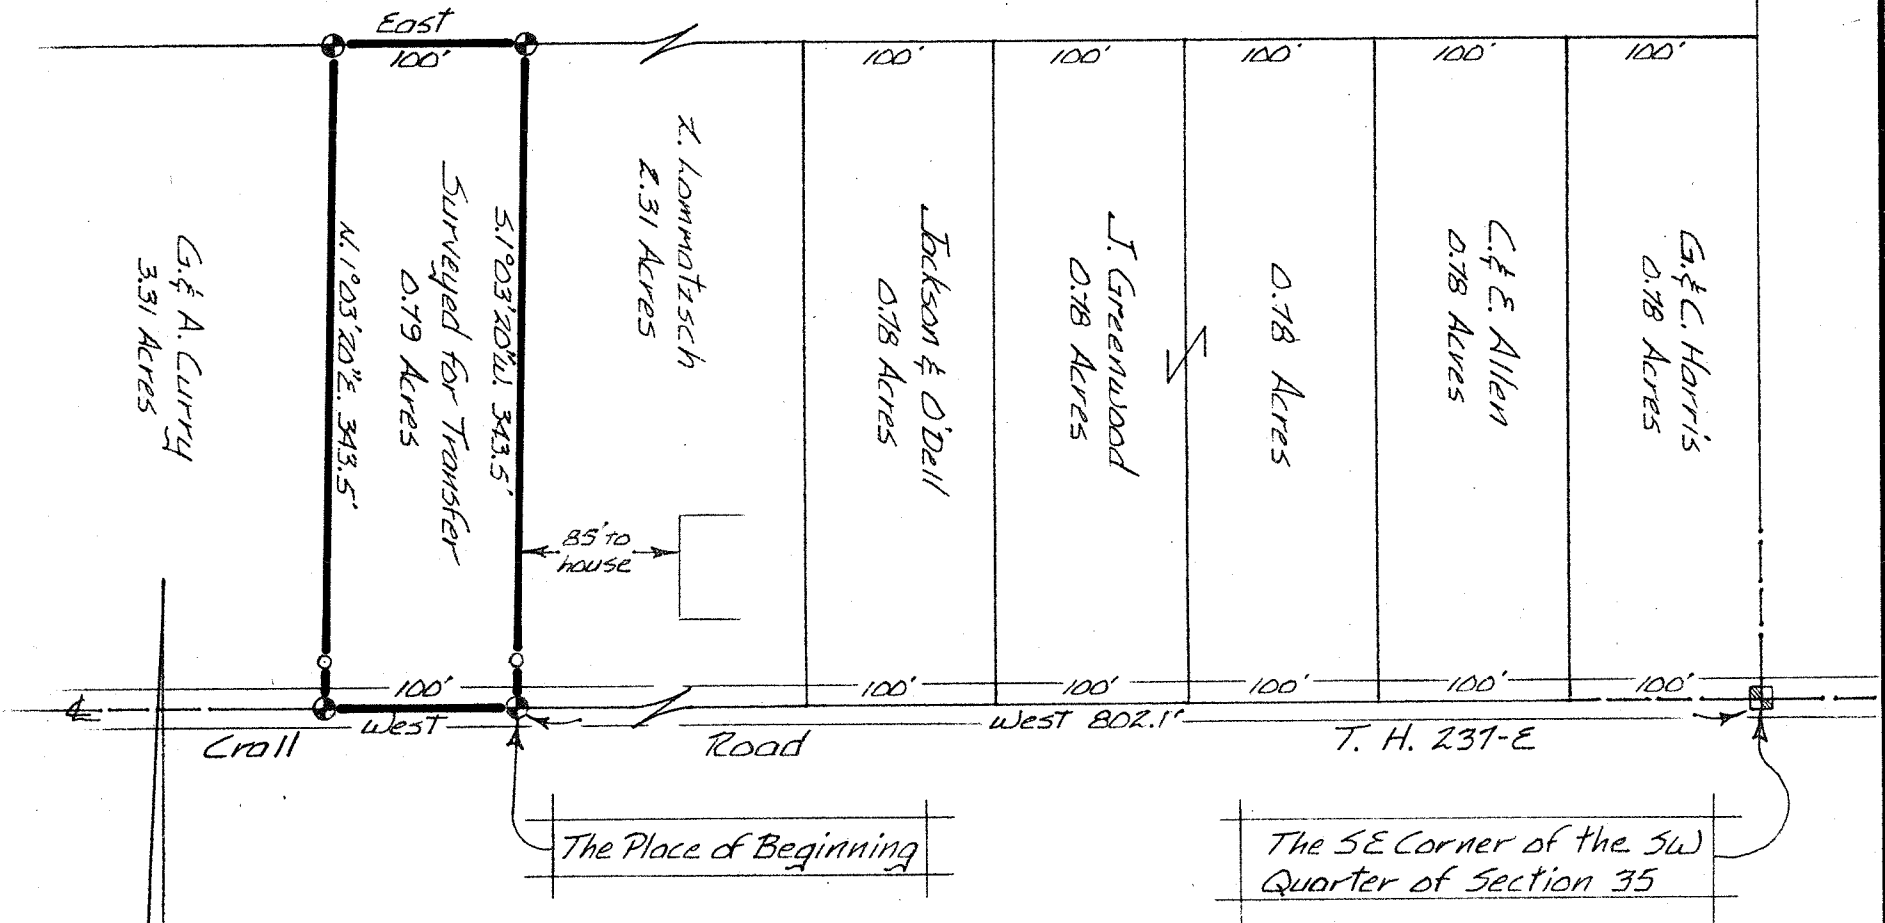 East
100'
100'
100'
100'
100'
100'
G. & A. Curry
3.31 Acres
N. 1°03'20"E. 343.5'
Surveyed for Transfer
0.79 Acres
S. 1°03'20"W. 343.5'
Z. Lommatzsch
2.31 Acres
85' to
house
Jackson & O'Dell
0.78 Acres
J. Greenwood
0.78 Acres
0.78 Acres
C. & E. Allen
0.78 Acres
G. & C. Harris
0.78 Acres
100'
100'
100'
100'
100'
100'
℄
West
West 802.1'
Crall Road T. H. 237-E
The Place of Beginning
The SE Corner of the SW
Quarter of Section 35